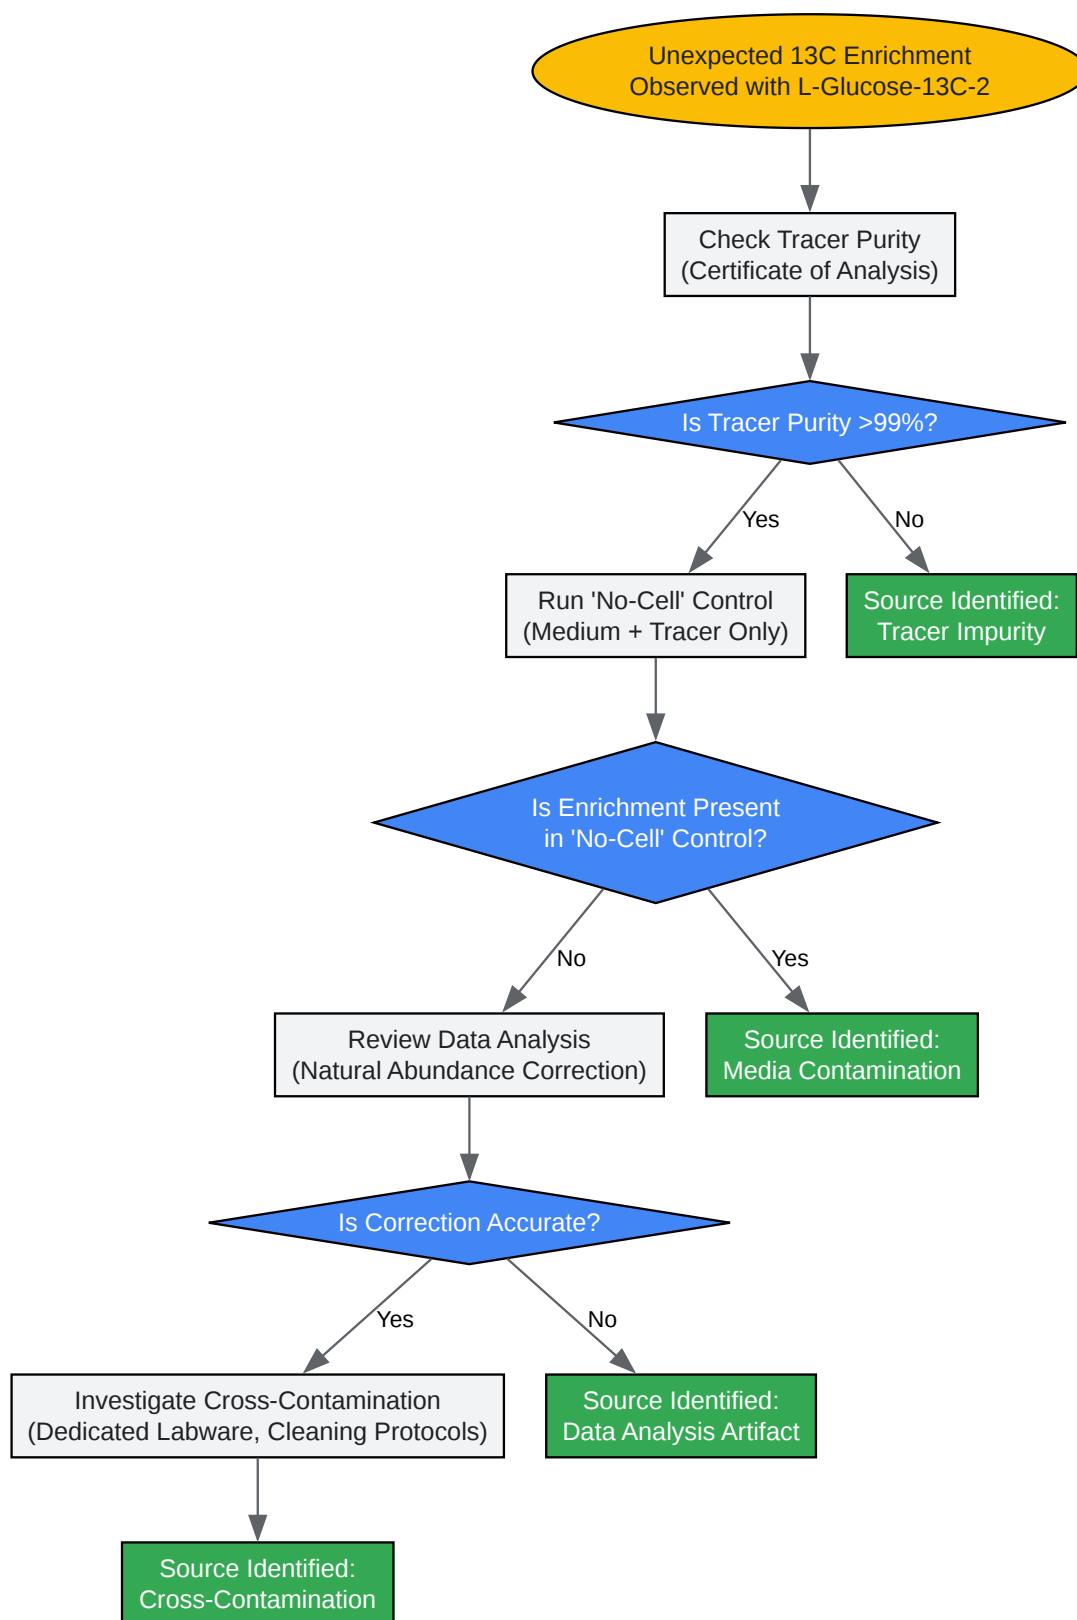 Unexpected 13C Enrichment
Observed with L-Glucose-13C-2
Check Tracer Purity
(Certificate of Analysis)
Is Tracer Purity >99%?
Yes
No
Run 'No-Cell' Control
(Medium + Tracer Only)
Source Identified:
Tracer Impurity
Is Enrichment Present
in 'No-Cell' Control?
No
Yes
Review Data Analysis
(Natural Abundance Correction)
Source Identified:
Media Contamination
Is Correction Accurate?
Yes
No
Investigate Cross-Contamination
(Dedicated Labware, Cleaning Protocols)
Source Identified:
Data Analysis Artifact
Source Identified:
Cross-Contamination